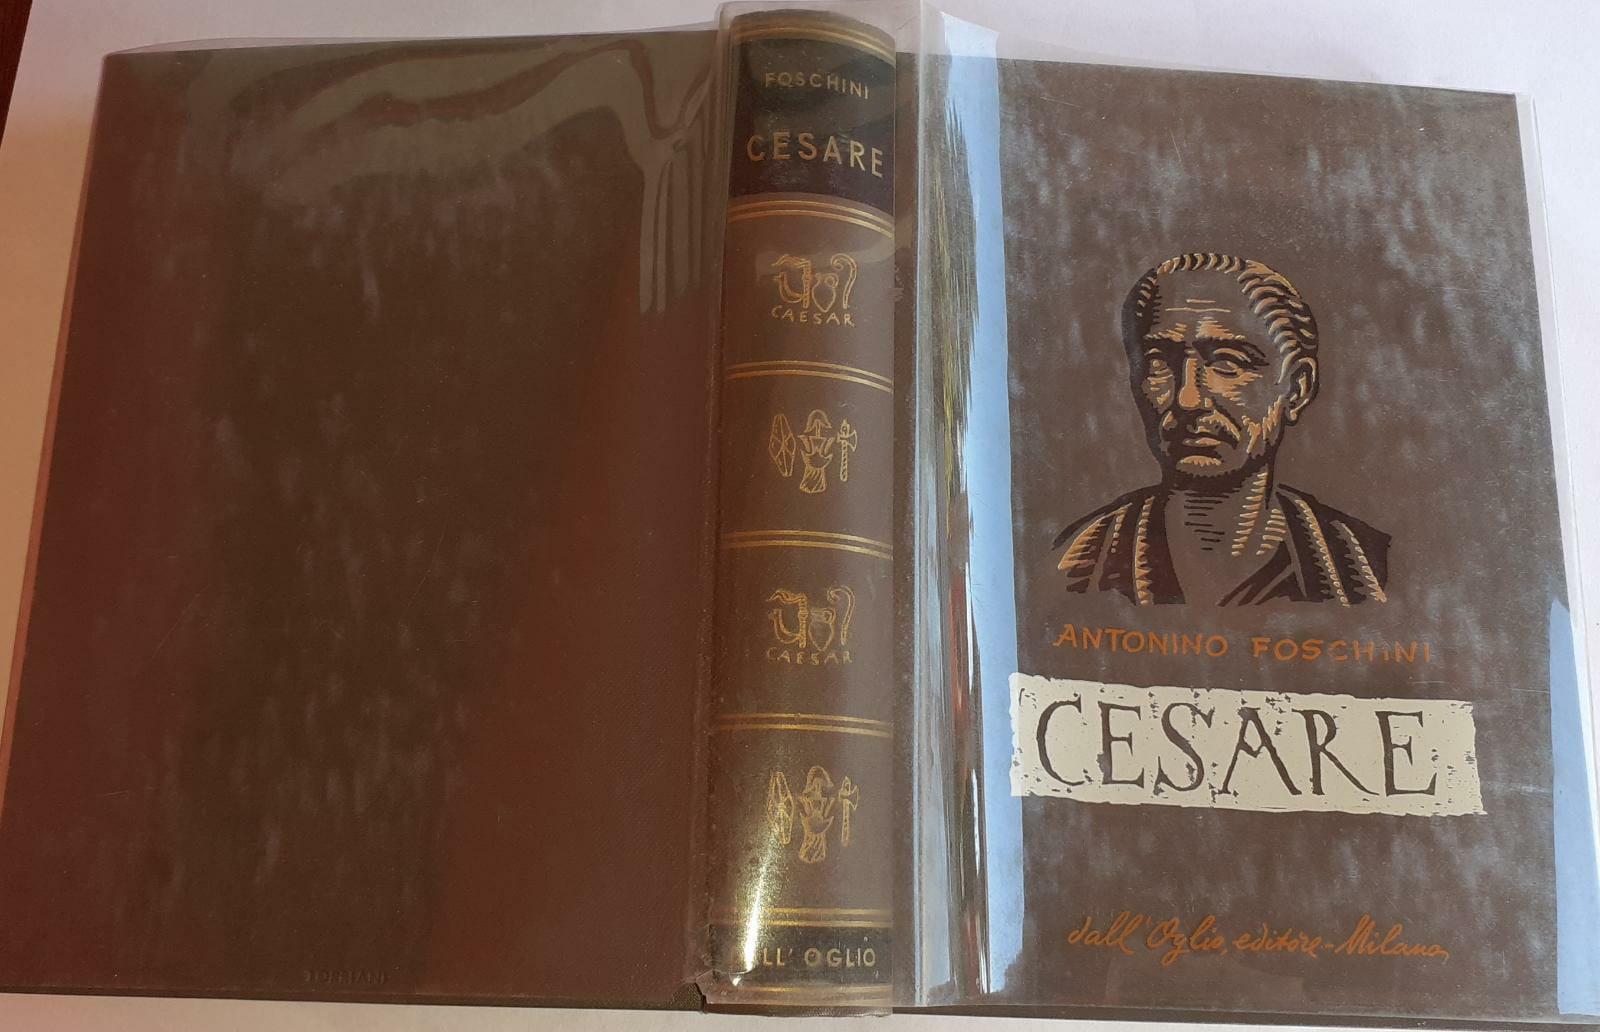 FOSCHINI
CESARE
CAESAR
CAESAR
LL' OGLIO
ANTONINO FOSCHINI
CESARE
dall'Oglio, editore - Milano